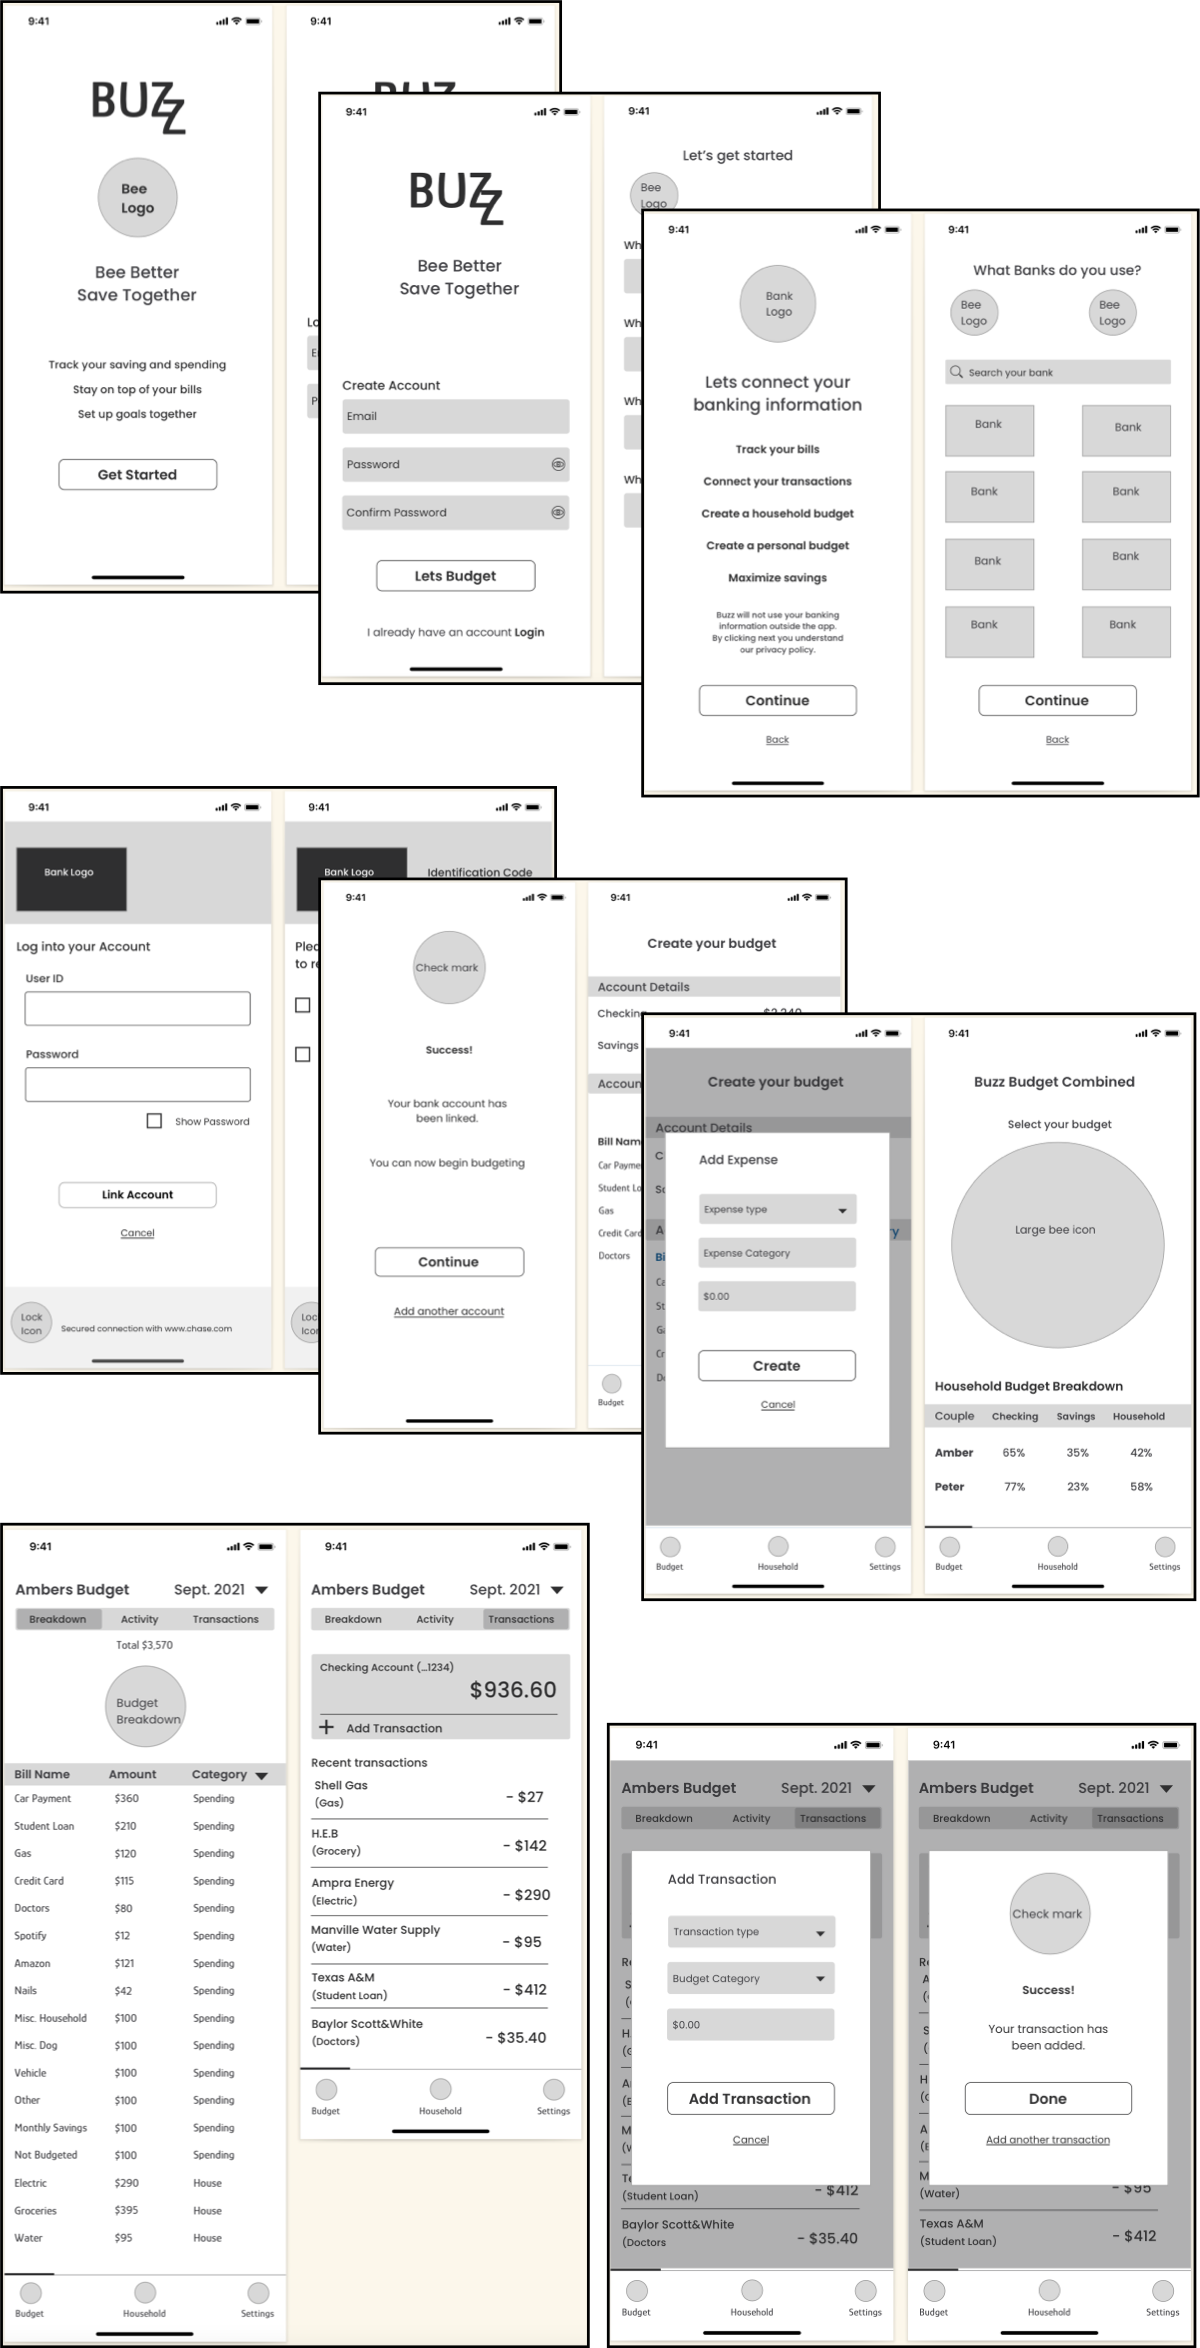 9:41
BUZZ
Bee
Logo
Bee Better
Save Together
Track your saving and spending
Stay on top of your bills
Set up goals together
Get Started
9:41
9:41
BUZZ
Bee Better
Save Together
Create Account
Email
Password
Confirm Password
Lets Budget
I already have an account Login
9:41
Let's get started
Bee
Logo
9:41
Bank
Logo
Lets connect your
banking information
Track your bills
Connect your transactions
Create a household budget
Create a personal budget
Maximize savings
Buzz will not use your banking
information outside the app.
By clicking next you understand
our privacy policy.
Continue
Back
9:41
What Banks do you use?
Bee
Logo
Bee
Logo
Search your bank
Bank Bank
Bank Bank
Bank Bank
Bank Bank
Continue
Back
9:41
Bank Logo
Log into your Account
User ID
Password
Show Password
Link Account
Cancel
Lock
Icon
Secured connection with www.chase.com
9:41
Bank Logo
Identification Code
9:41
Check mark
Success!
Your bank account has
been linked.
You can now begin budgeting
Continue
Add another account
9:41
Create your budget
Account Details
Checking $2,240
Savings
Accoun
Bill Nam
Car Payme
Student Lo
Gas
Credit Card
Doctors
Budget
9:41
Create your budget
Account Details
Add Expense
Expense type
Expense Category
$0.00
Create
Cancel
Budget Household Settings
9:41
Buzz Budget Combined
Select your budget
Large bee icon
Household Budget Breakdown
Couple Checking Savings Household
Amber 65% 35% 42%
Peter 77% 23% 58%
Budget Household Settings
9:41
Ambers Budget Sept. 2021
Breakdown Activity Transactions
Total $3,570
Budget
Breakdown
Bill Name Amount Category
Car Payment $360 Spending
Student Loan $210 Spending
Gas $120 Spending
Credit Card $115 Spending
Doctors $80 Spending
Spotify $12 Spending
Amazon $121 Spending
Nails $42 Spending
Misc. Household $100 Spending
Misc. Dog $100 Spending
Vehicle $100 Spending
Other $100 Spending
Monthly Savings $100 Spending
Not Budgeted $100 Spending
Electric $290 House
Groceries $395 House
Water $95 House
Budget Household Settings
9:41
Ambers Budget Sept. 2021
Breakdown Activity Transactions
Checking Account (...1234)
$936.60
+ Add Transaction
Recent transactions
Shell Gas
(Gas) - $27
H.E.B
(Grocery) - $142
Ampra Energy
(Electric) - $290
Manville Water Supply
(Water) - $95
Texas A&M
(Student Loan) - $412
Baylor Scott&White
(Doctors) - $35.40
Budget Household Settings
9:41
Ambers Budget Sept. 2021
Breakdown Activity Transactions
Add Transaction
Transaction type
Budget Category
$0.00
Add Transaction
Cancel
(Student Loan) - $412
Baylor Scott&White
(Doctors - $35.40
Budget Household Settings
9:41
Ambers Budget Sept. 2021
Breakdown Activity Transactions
Check mark
Success!
Your transaction has
been added.
Done
Add another transaction
(Water) - $95
Texas A&M
(Student Loan) - $412
Budget Household Settings